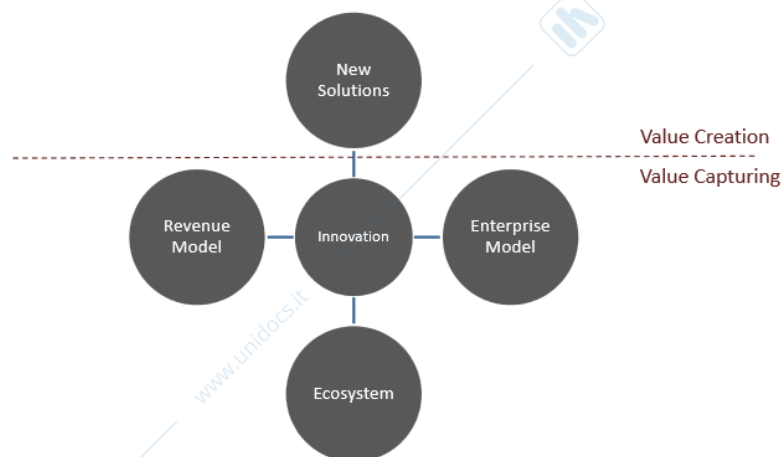 New
Solutions
Value Creation
Value Capturing
Revenue
Model
Innovation
Enterprise
Model
www.unidocs.it
Ecosystem